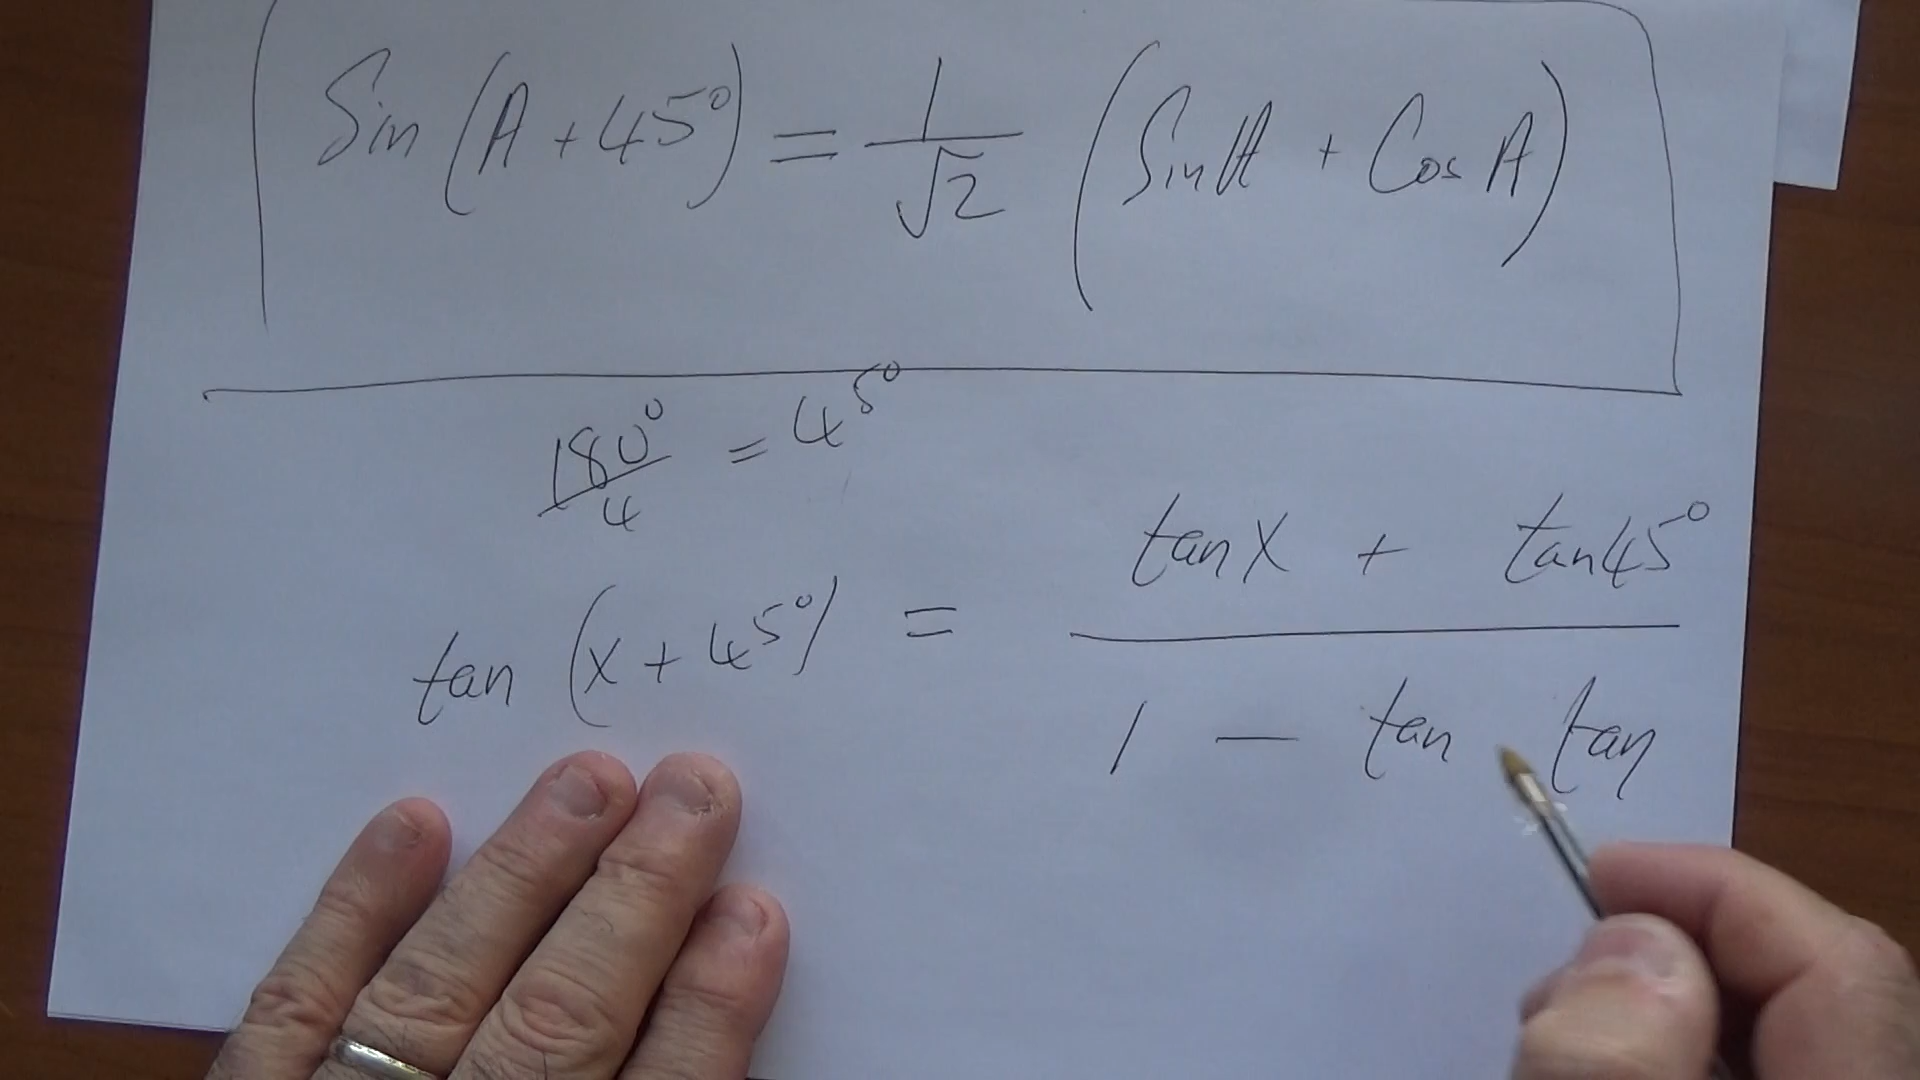 Sin (A + 45°) = 1/√2 (Sin A + Cos A)
180°/4 = 45°
tan (x + 45°) = tan x + tan 45°
1 - tan tan